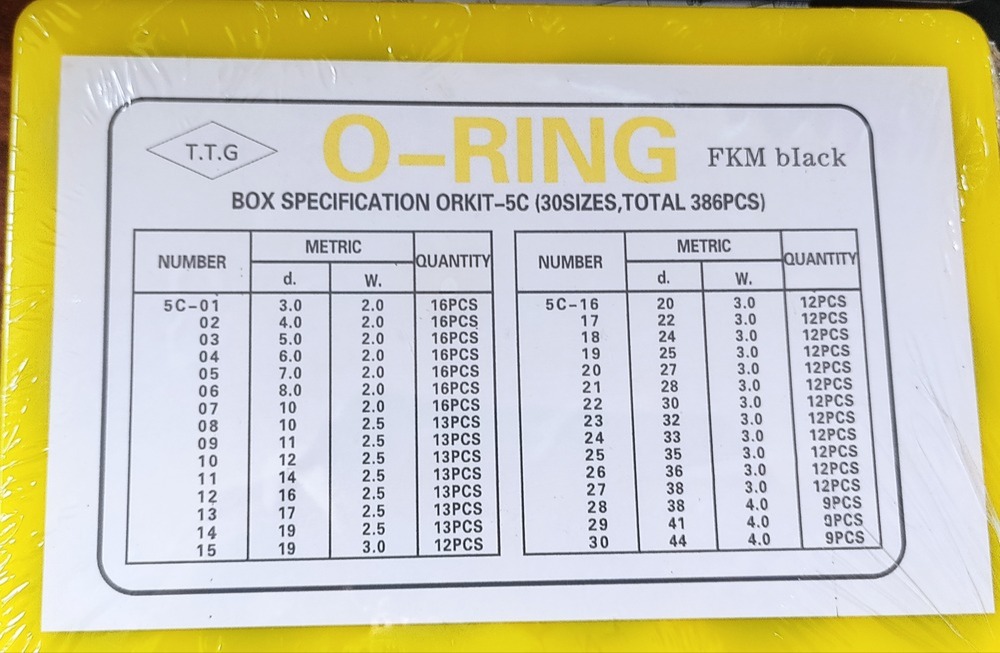 T.T.G
O-RING
FKM bIack
BOX SPECIFICATION ORKIT-5C (30SIZES,TOTAL 386PCS)
NUMBER METRIC QUANTITY
d. W.
5C-01 3.0 2.0 16PCS
02 4.0 2.0 16PCS
03 5.0 2.0 16PCS
04 6.0 2.0 16PCS
05 7.0 2.0 16PCS
06 8.0 2.0 16PCS
07 10 2.0 16PCS
08 10 2.5 13PCS
09 11 2.5 13PCS
10 12 2.5 13PCS
11 14 2.5 13PCS
12 16 2.5 13PCS
13 17 2.5 13PCS
14 19 2.5 13PCS
15 19 3.0 12PCS
NUMBER METRIC QUANTITY
d. W.
5C-16 20 3.0 12PCS
17 22 3.0 12PCS
18 24 3.0 12PCS
19 25 3.0 12PCS
20 27 3.0 12PCS
21 28 3.0 12PCS
22 30 3.0 12PCS
23 32 3.0 12PCS
24 33 3.0 12PCS
25 35 3.0 12PCS
26 36 3.0 12PCS
27 38 3.0 12PCS
28 38 4.0 9PCS
29 41 4.0 9PCS
30 44 4.0 9PCS